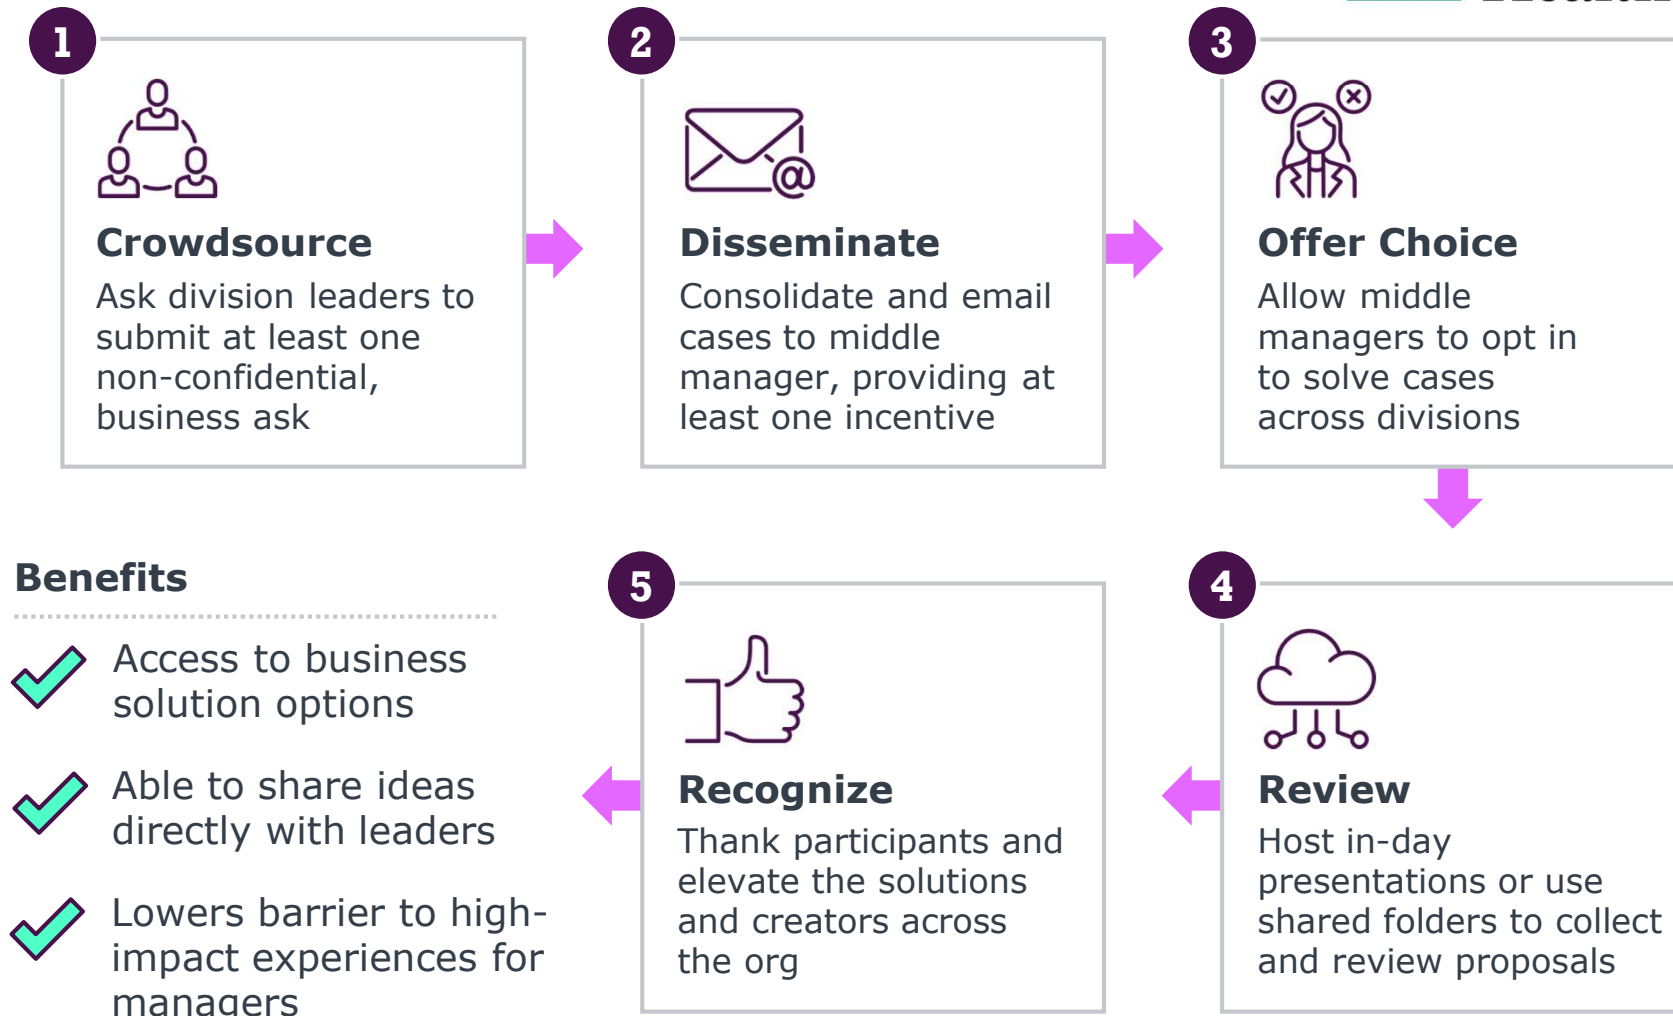 1
Crowdsource
Ask division leaders to
submit at least one
non-confidential,
business ask
2
@
Disseminate
Consolidate and email
cases to middle
manager, providing at
least one incentive
3
Offer Choice
Allow middle
managers to opt in
to solve cases
across divisions
4
Review
Host in-day
presentations or use
shared folders to collect
and review proposals
5
Recognize
Thank participants and
elevate the solutions
and creators across
the org
Benefits
Access to business
solution options
Able to share ideas
directly with leaders
Lowers barrier to high-
impact experiences for
managers